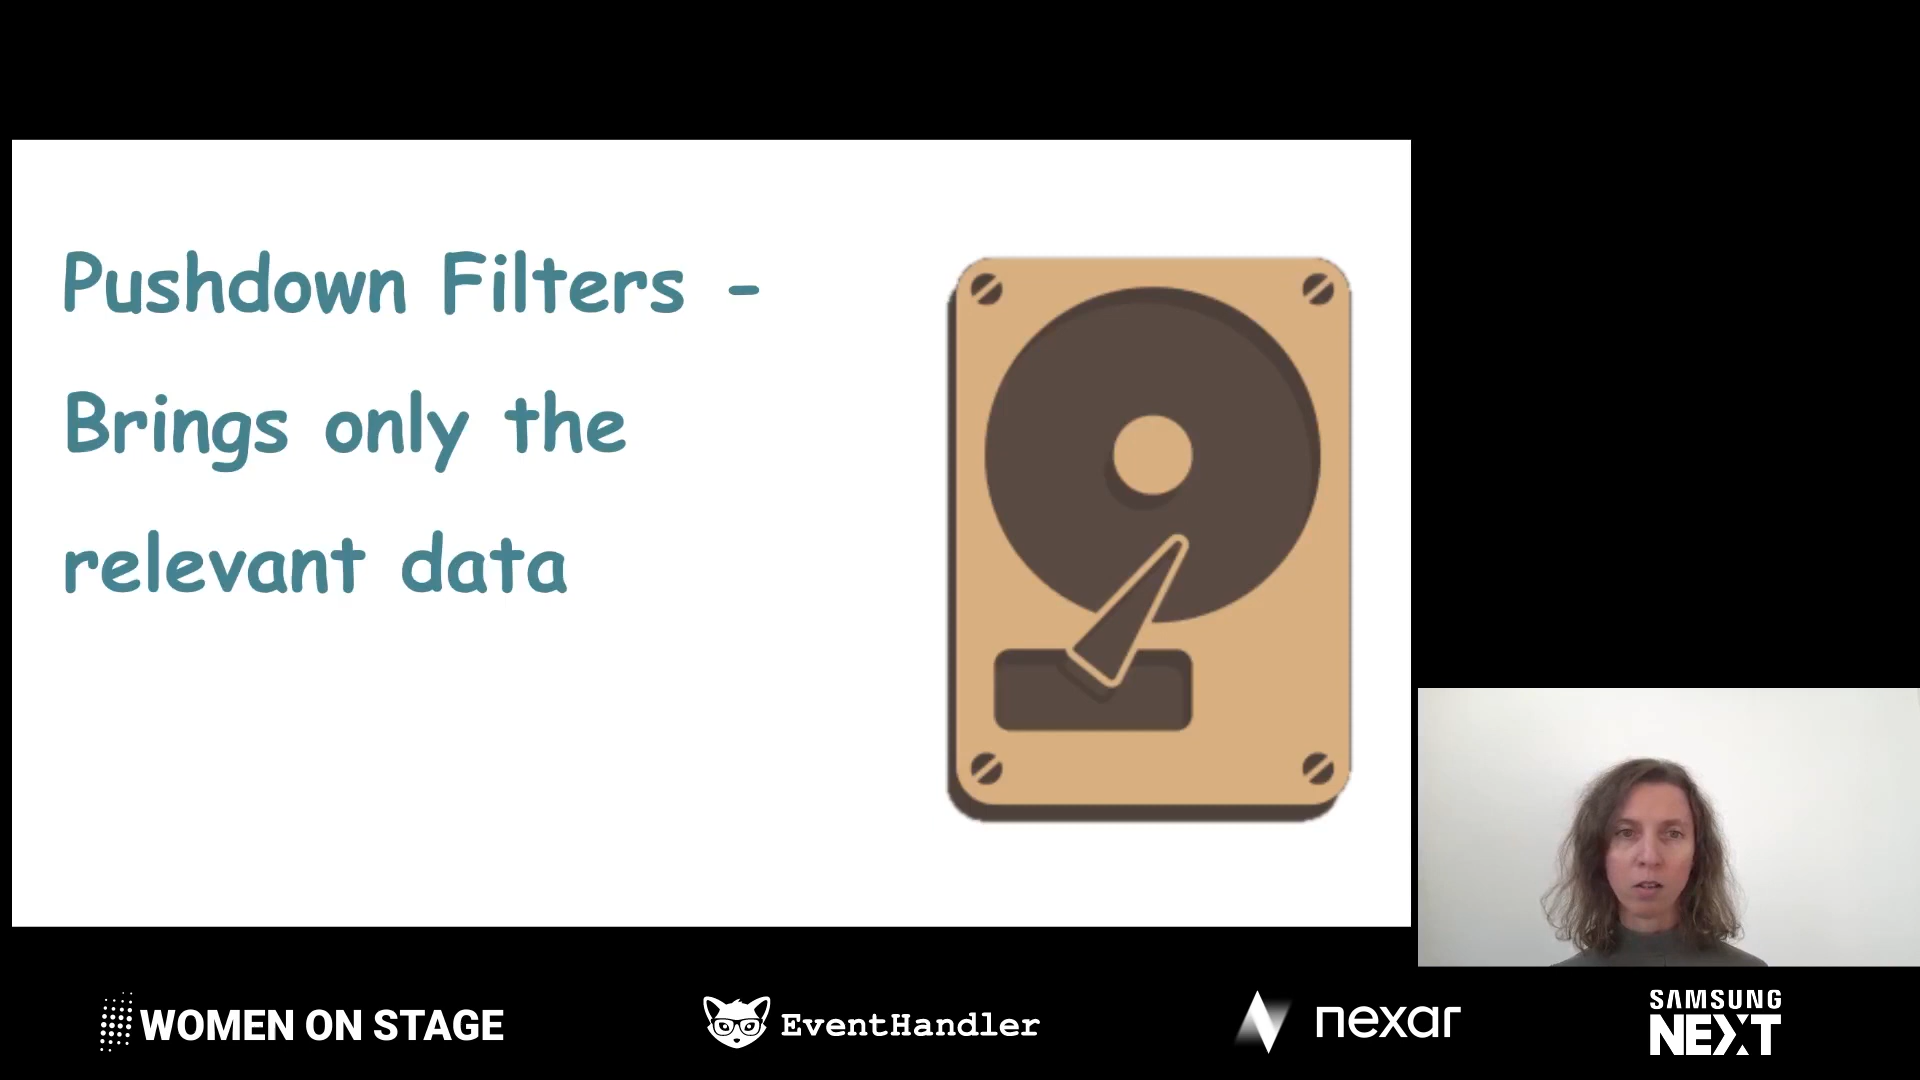 Pushdown Filters -
Brings only the
relevant data
WOMEN ON STAGE
EventHandler
nexar
SAMSUNG
NEXT